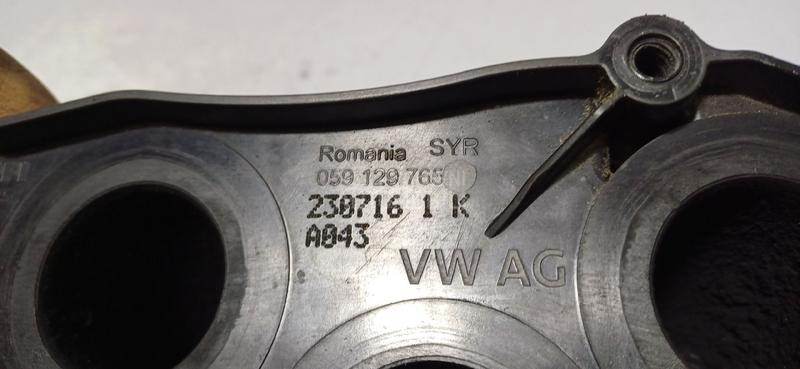 Romania SYR
059 129 765
230716 1 K
A043
VW AG